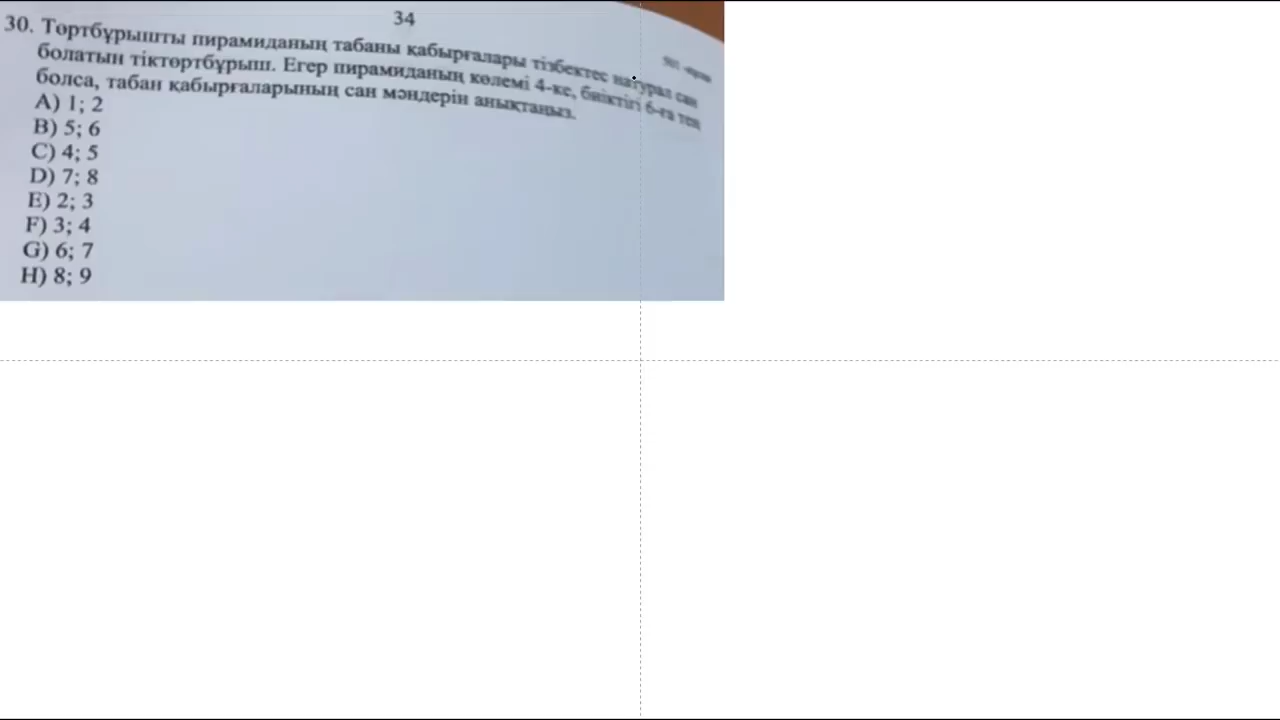 34
30. Төртбұрышты пирамиданың табаны қабырғалары тізбектес натурал сан
болатын тіктөртбұрыш. Егер пирамиданың көлемі 4-ке, биіктігі 6-ға тең
болса, табан қабырғаларының сан мәндерін анықтаңыз.
A) 1; 2
B) 5; 6
C) 4; 5
D) 7; 8
E) 2; 3
F) 3; 4
G) 6; 7
H) 8; 9